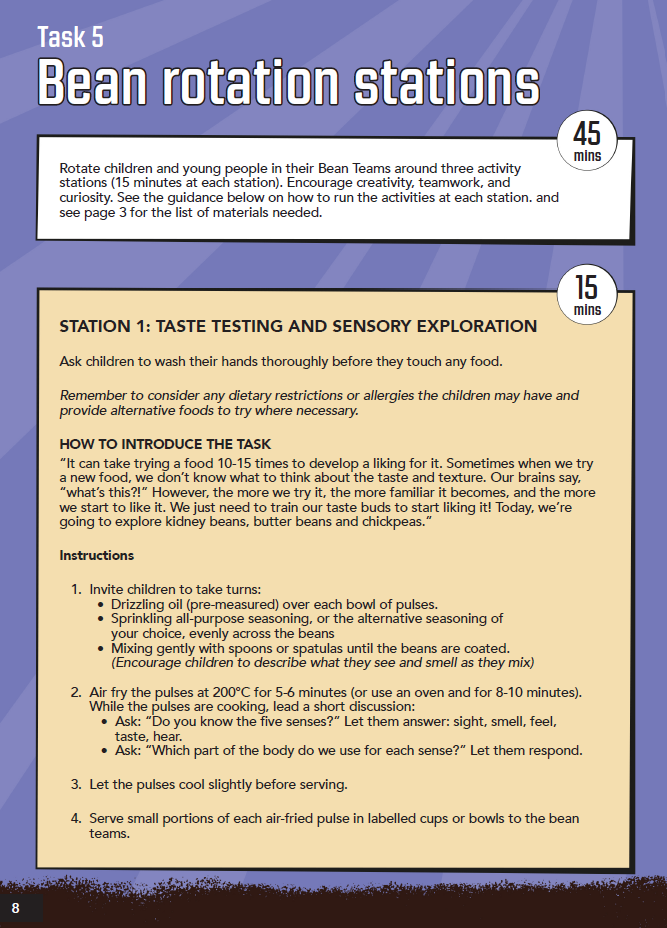 Task 5
Bean rotation stations
45
mins
Rotate children and young people in their Bean Teams around three activity
stations (15 minutes at each station). Encourage creativity, teamwork, and
curiosity. See the guidance below on how to run the activities at each station. and
see page 3 for the list of materials needed.
15
mins
STATION 1: TASTE TESTING AND SENSORY EXPLORATION
Ask children to wash their hands thoroughly before they touch any food.
Remember to consider any dietary restrictions or allergies the children may have and
provide alternative foods to try where necessary.
HOW TO INTRODUCE THE TASK
“It can take trying a food 10-15 times to develop a liking for it. Sometimes when we try
a new food, we don’t know what to think about the taste and texture. Our brains say,
“what’s this?!” However, the more we try it, the more familiar it becomes, and the more
we start to like it. We just need to train our taste buds to start liking it! Today, we’re
going to explore kidney beans, butter beans and chickpeas.”
Instructions
1. Invite children to take turns:
• Drizzling oil (pre-measured) over each bowl of pulses.
• Sprinkling all-purpose seasoning, or the alternative seasoning of
your choice, evenly across the beans
• Mixing gently with spoons or spatulas until the beans are coated.
(Encourage children to describe what they see and smell as they mix)
2. Air fry the pulses at 200°C for 5-6 minutes (or use an oven and for 8-10 minutes).
While the pulses are cooking, lead a short discussion:
• Ask: “Do you know the five senses?” Let them answer: sight, smell, feel,
taste, hear.
• Ask: “Which part of the body do we use for each sense?” Let them respond.
3. Let the pulses cool slightly before serving.
4. Serve small portions of each air-fried pulse in labelled cups or bowls to the bean
teams.
8